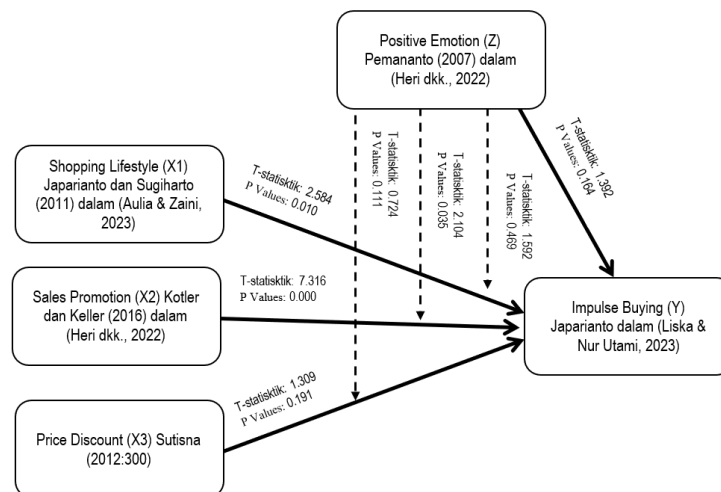 Positive Emotion (Z)
Pemananto (2007) dalam
(Heri dkk., 2022)
Shopping Lifestyle (X1)
Japarianto dan Sugiharto
(2011) dalam (Aulia & Zaini,
2023)
T-statisktik: 2.584
P Values: 0.010
T-statisktik: 0.724
P Values: 0.111
T-statisktik: 2.104
P Values: 0.035
T-statisktik: 1.592
P Values: 0.469
T-statisktik: 1.392
P Values: 0.164
Sales Promotion (X2) Kotler
dan Keller (2016) dalam
(Heri dkk., 2022)
T-statisktik: 7.316
P Values: 0.000
Impulse Buying (Y)
Japarianto dalam (Liska &
Nur Utami, 2023)
Price Discount (X3) Sutisna
(2012:300)
T-statisktik: 1.309
P Values: 0.191